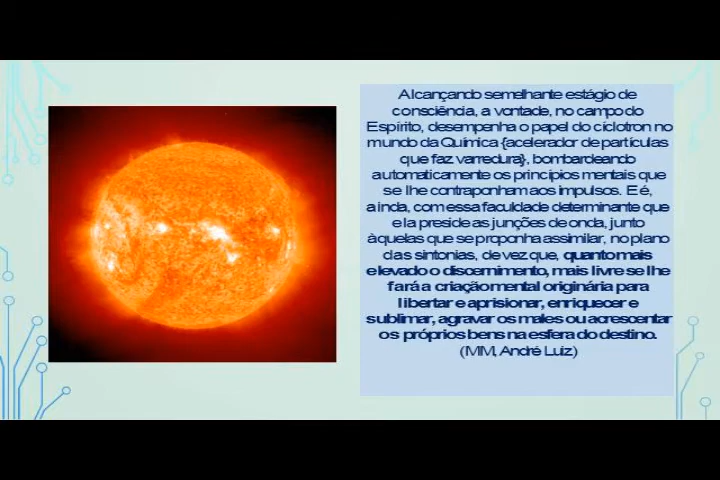 Alcançando semelhante estágio de
consciência, a vontade, no campo do
Espírito, desempenha o papel do cíclotron no
mundo da Química {acelerador de partículas
que faz varredura}, bombardeando
automaticamente os princípios mentais que
se lhe contraponham aos impulsos. E é,
ainda, com essa faculdade determinante que
ela preside as junções de onda, junto
àquelas que se proponha assimilar, no plano
das sintonias, de vez que, quanto mais
elevado o discernimento, mais livre se lhe
fará a criação mental originária para
libertar e aprisionar, enriquecer e
sublimar, agravar os males ou acrescentar
os próprios bens na esfera do destino.
(MM, André Luiz)